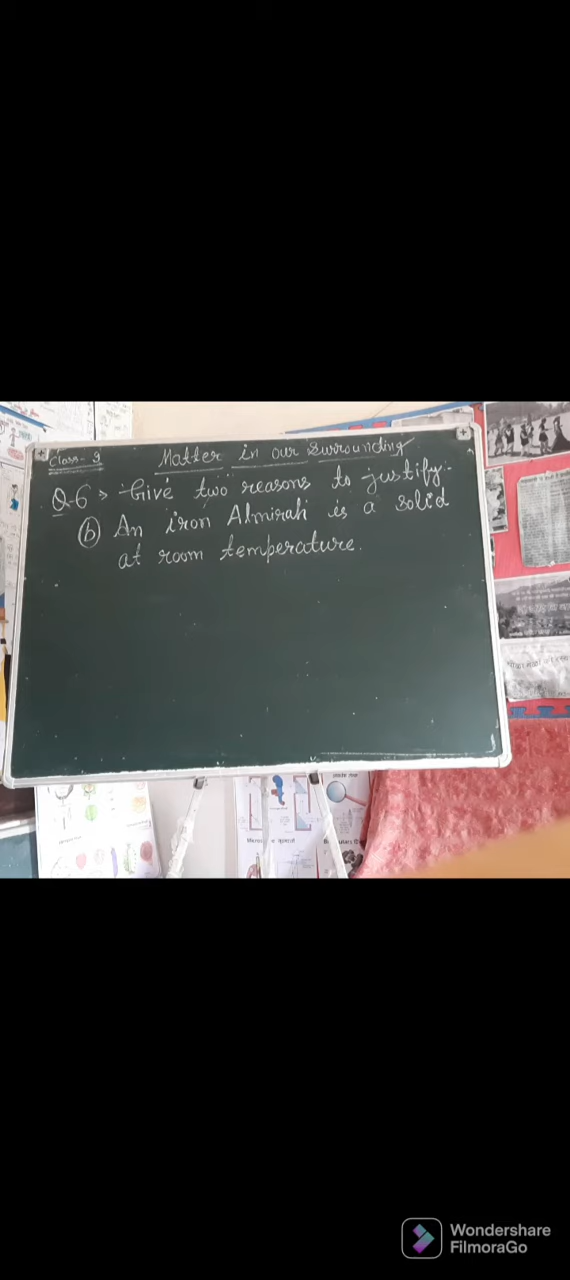 Class- 9
Matter in our Surrounding
Q-6 > Give two reasons to justify:-
(b) An iron Almirah is a solid
at room temperature.
Wondershare
FilmoraGo